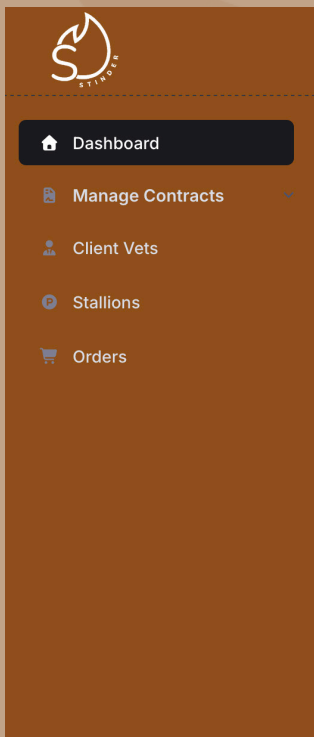 S
STINDER
Dashboard
Manage Contracts
Client Vets
P
Stallions
Orders